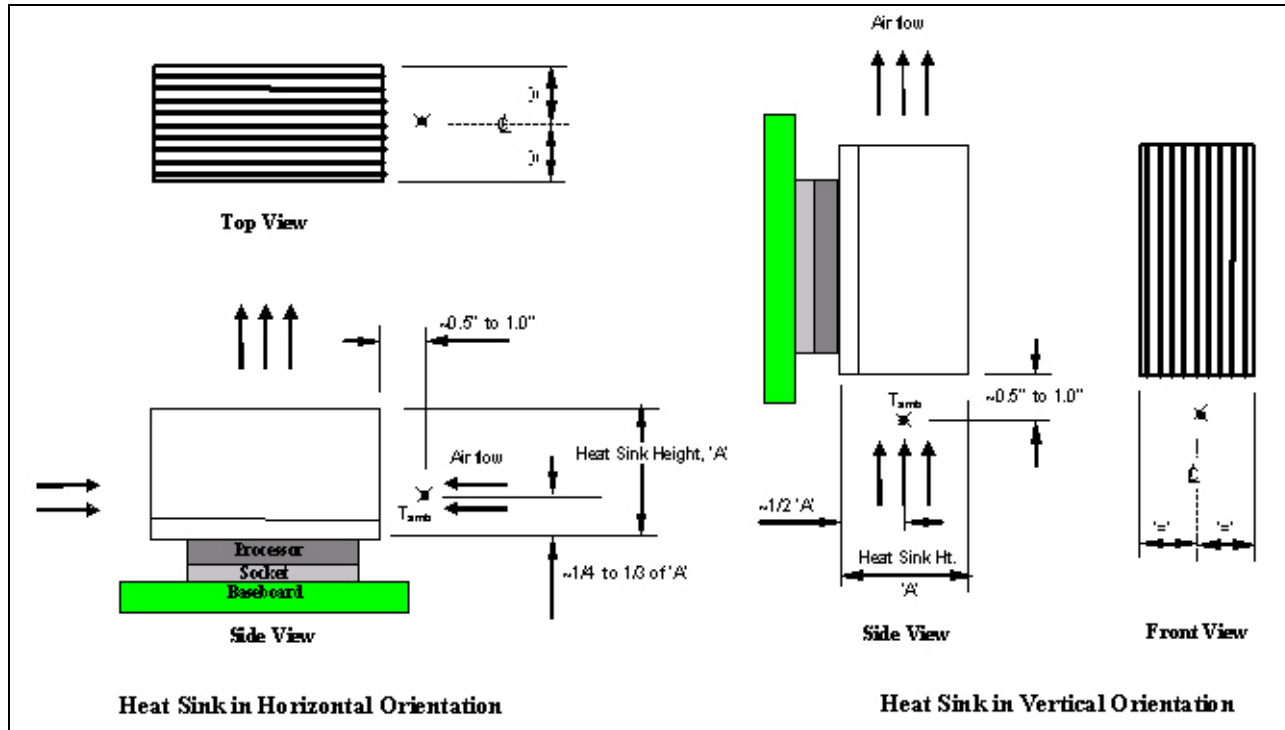 Top View
~0.5" to 1.0"
Heat Sink Height, 'A'
Air flow
Tamb
~1/4 to 1/3 of 'A'
Processor
Socket
Baseboard
Side View
Heat Sink in Horizontal Orientation
Air flow
~0.5" to 1.0"
Tamb
~1/2 'A'
Heat Sink Ht.
'A'
Side View
'='
'='
Front View
Heat Sink in Vertical Orientation